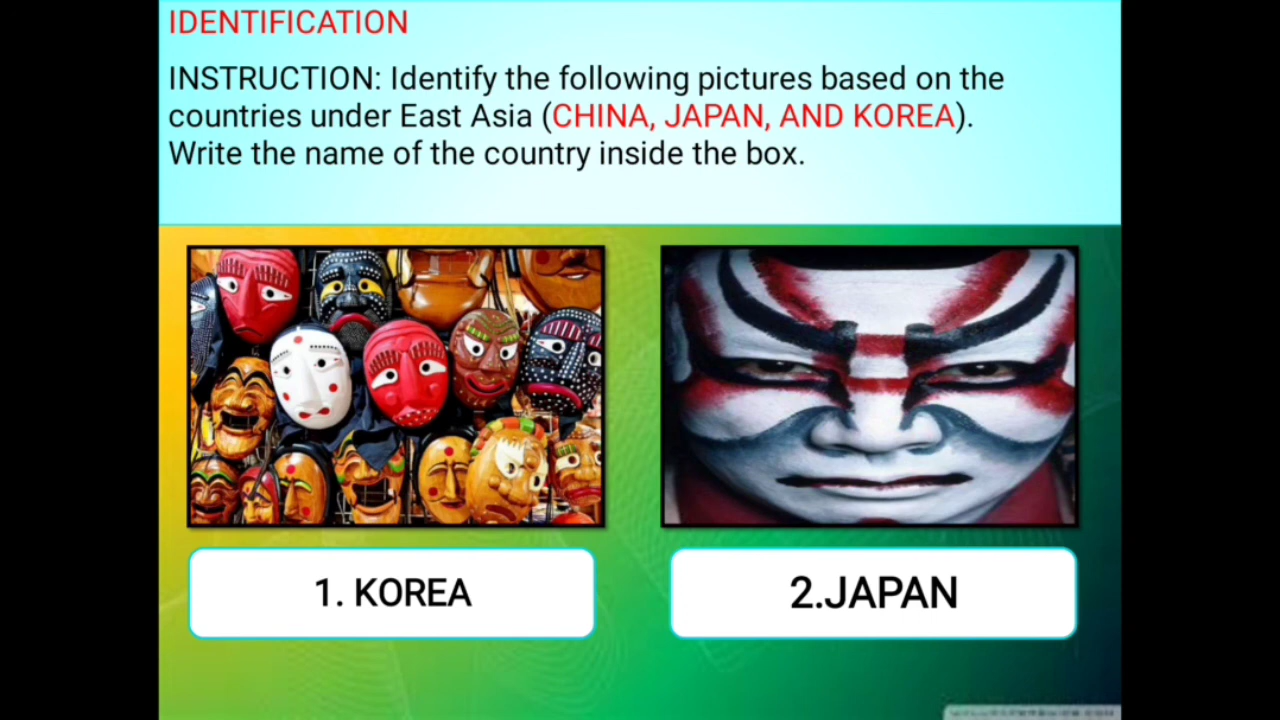 IDENTIFICATION
INSTRUCTION: Identify the following pictures based on the
countries under East Asia (CHINA, JAPAN, AND KOREA).
Write the name of the country inside the box.
1. KOREA
2.JAPAN